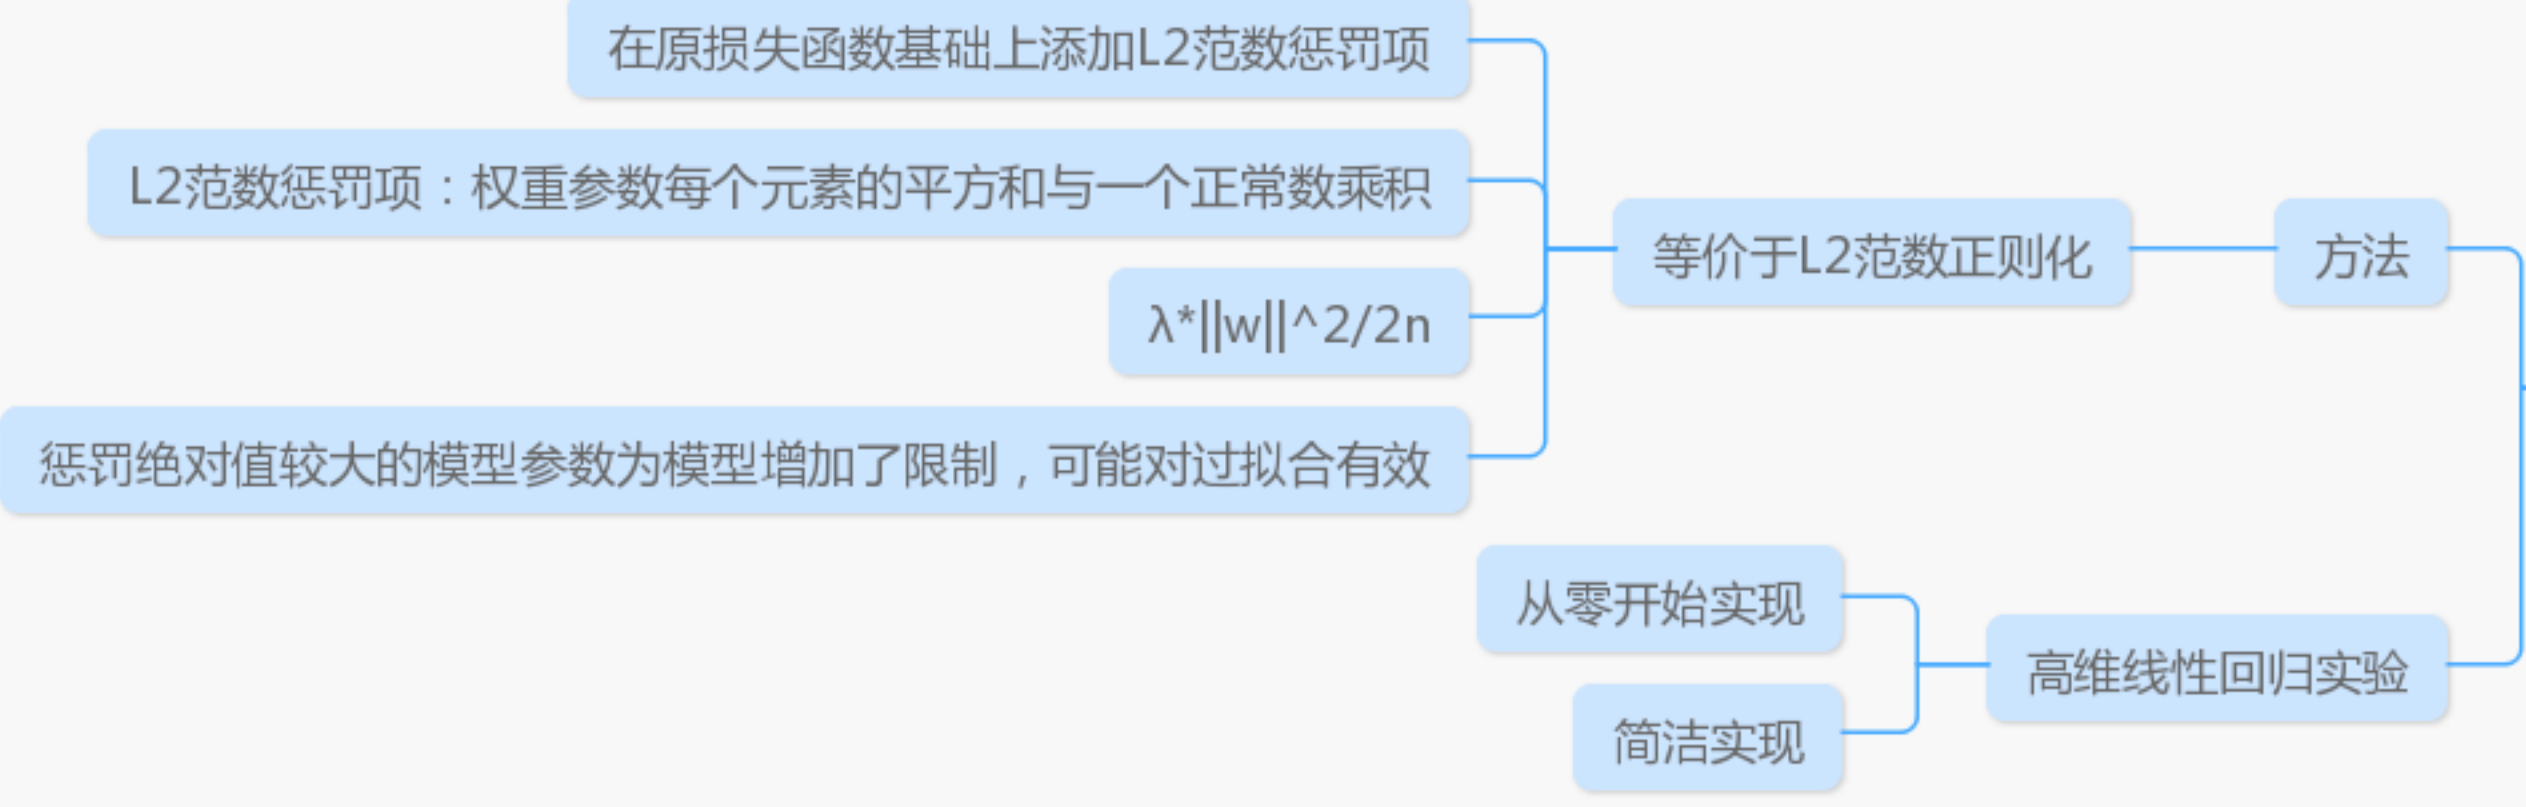 在原损失函数基础上添加L2范数惩罚项
L2范数惩罚项：权重参数每个元素的平方和与一个正常数乘积
等价于L2范数正则化
方法
λ*||w||^2/2n
惩罚绝对值较大的模型参数为模型增加了限制，可能对过拟合有效
从零开始实现
高维线性回归实验
简洁实现